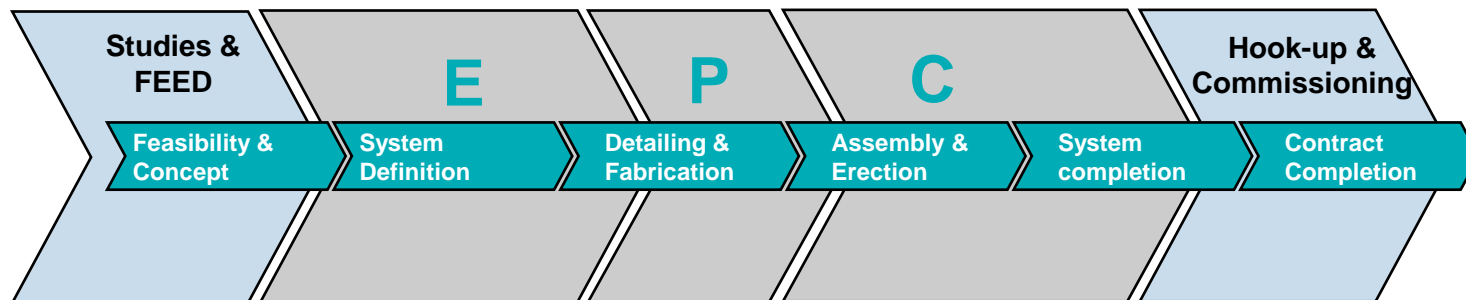 Studies &
FEED
E
P
C
Hook-up &
Commissioning
Feasibility &
Concept
System
Definition
Detailing &
Fabrication
Assembly &
Erection
System
completion
Contract
Completion